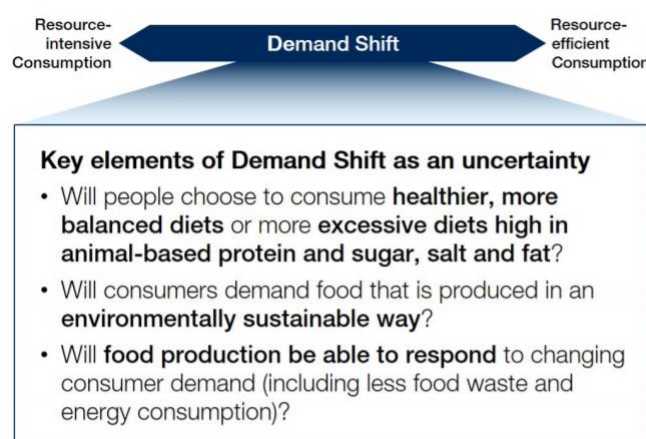 Resource-
intensive
Consumption
Demand Shift
Resource-
efficient
Consumption
Key elements of Demand Shift as an uncertainty
• Will people choose to consume healthier, more
balanced diets or more excessive diets high in
animal-based protein and sugar, salt and fat?
• Will consumers demand food that is produced in an
environmentally sustainable way?
• Will food production be able to respond to changing
consumer demand (including less food waste and
energy consumption)?